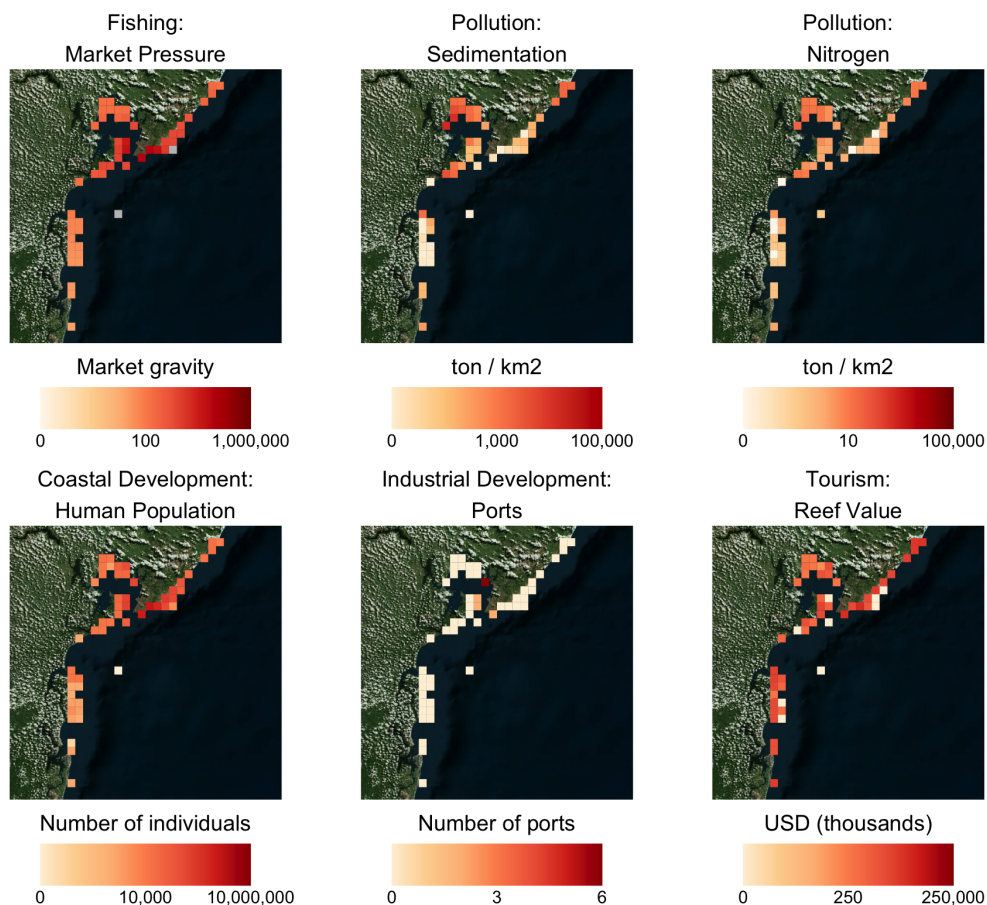 Fishing:
Market Pressure
Pollution:
Sedimentation
Pollution:
Nitrogen
Market gravity
0 100 1,000,000
ton / km2
0 1,000 100,000
ton / km2
0 10 100,000
Coastal Development:
Human Population
Industrial Development:
Ports
Tourism:
Reef Value
Number of individuals
0 10,000 10,000,000
Number of ports
0 3 6
USD (thousands)
0 250 250,000